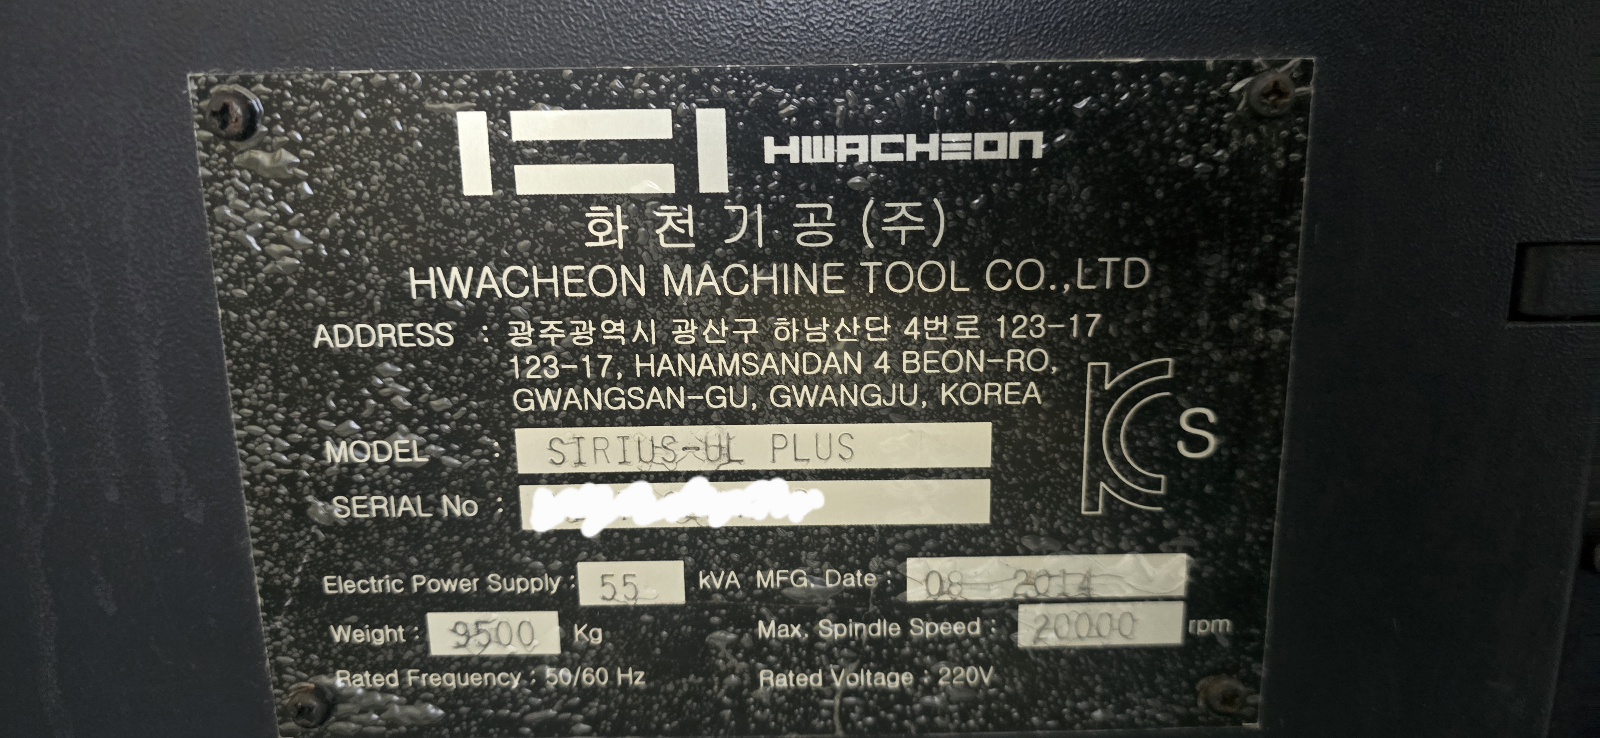 HWACHEON
화천기공(주)
HWACHEON MACHINE TOOL CO.,LTD
ADDRESS : 광주광역시 광산구 하남산단 4번로 123-17
123-17, HANAMSANDAN 4 BEON-RO,
GWANGSAN-GU, GWANGJU, KOREA
S
MODEL : SIRIUS-UL PLUS
SERIAL No :
Electric Power Supply : 55 kVA MFG. Date : 08 - 2014
Weight : 9500 Kg Max. Spindle Speed : 20000 rpm
Rated Frequency : 50/60 Hz Rated Voltage : 220V